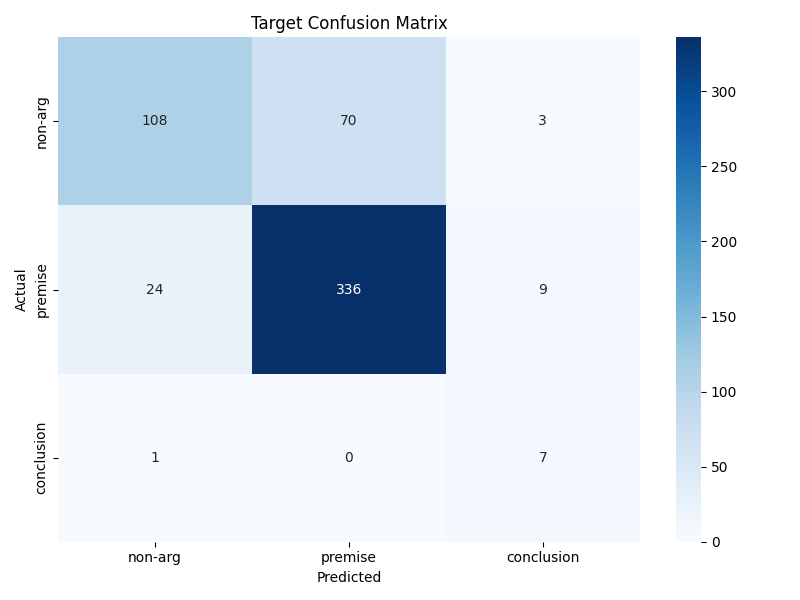 Target Confusion Matrix
Actual
non-arg
premise
conclusion
108 70 3
24 336 9
1 0 7
non-arg premise conclusion
Predicted
300
250
200
150
100
50
0